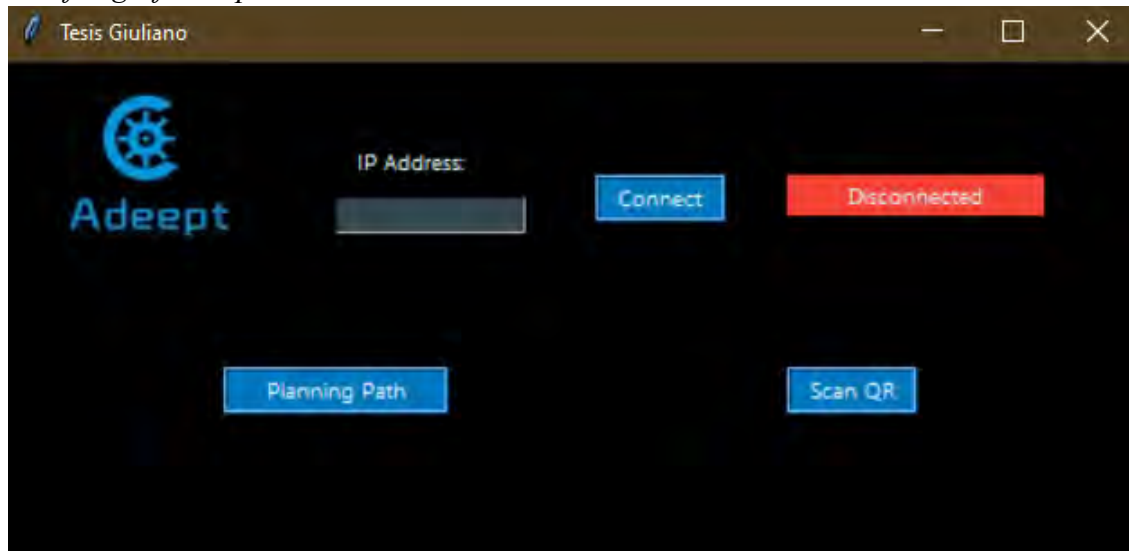 Tesis Giuliano
Adeept
IP Address:
Connect
Disconnected
Planning Path
Scan QR